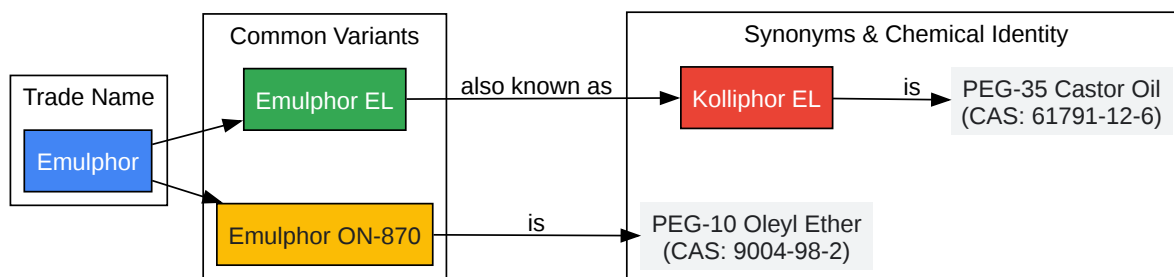 Common Variants
Synonyms & Chemical Identity
Trade Name
Emulphor
Emulphor EL
also known as
Kolliphor EL
is
PEG-35 Castor Oil
(CAS: 61791-12-6)
Emulphor ON-870
is
PEG-10 Oleyl Ether
(CAS: 9004-98-2)